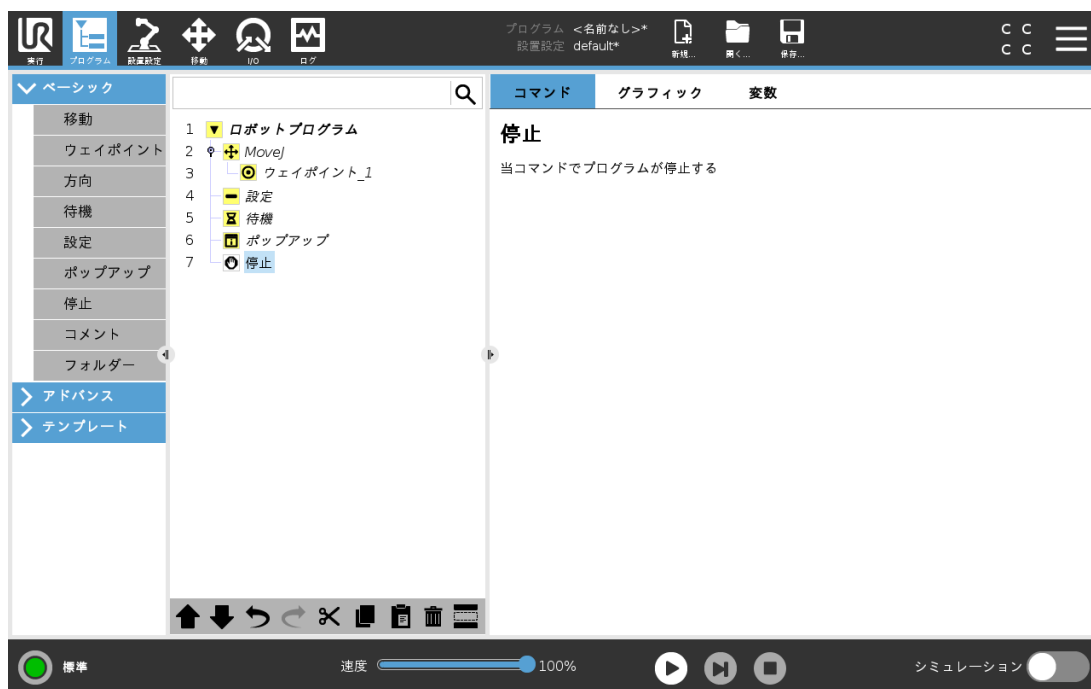 UR
実行
プログラム
設置設定
移動
I/O
ログ
プログラム <名前なし>*
設置設定 default*
新規...
開く...
保存...
C C
C C
ベーシック
移動
ウェイポイント
方向
待機
設定
ポップアップ
停止
コメント
フォルダー
アドバンス
テンプレート
1 ロボットプログラム
2 MoveJ
3 ウェイポイント_1
4 設定
5 待機
6 ポップアップ
7 停止
コマンド グラフィック 変数
停止
当コマンドでプログラムが停止する
標準
速度 100%
シミュレーション